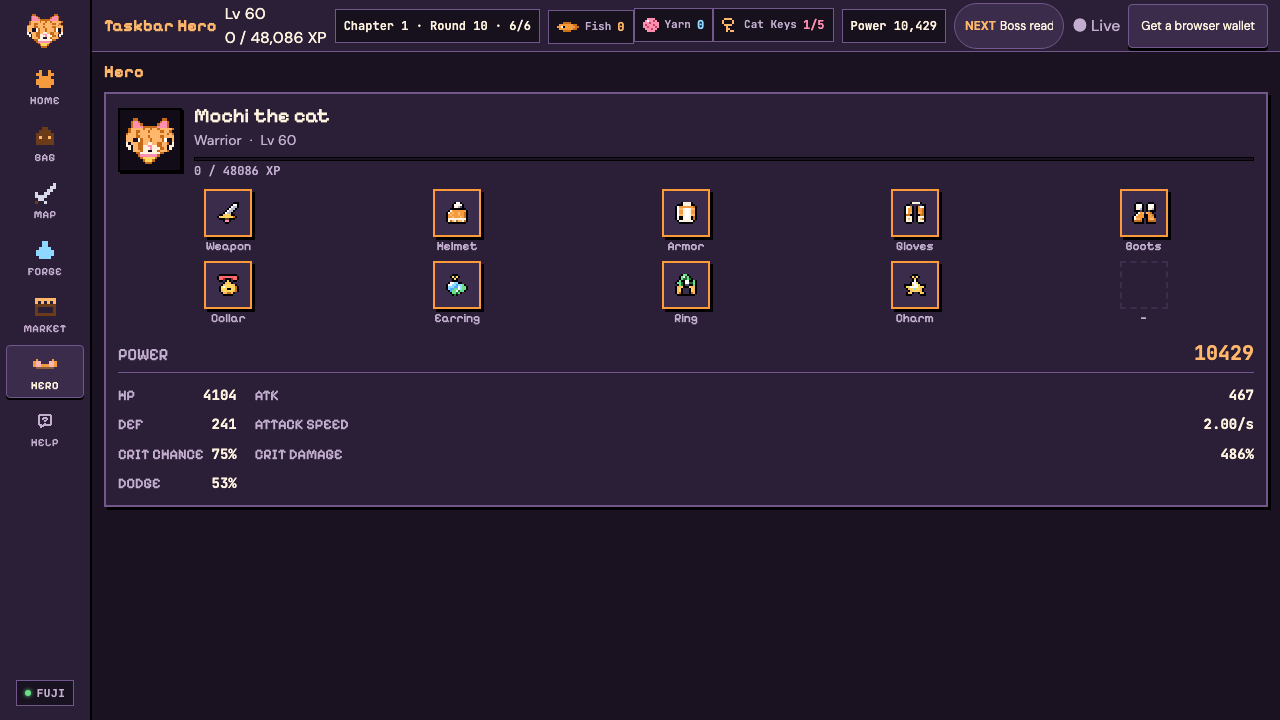 Taskbar Hero
Lv 60
0 / 48,086 XP
Chapter 1 · Round 10 · 6/6
Fish 0
Yarn 0
Cat Keys 1/5
Power 10,429
NEXT Boss read
Live
Get a browser wallet
HOME
BAG
MAP
FORGE
MARKET
HERO
HELP
FUJI
Hero
Mochi the cat
Warrior · Lv 60
0 / 48086 XP
Weapon
Helmet
Armor
Gloves
Boots
Collar
Earring
Ring
Charm
-
POWER 10429
HP 4104 ATK 467
DEF 241 ATTACK SPEED 2.00/s
CRIT CHANCE 75% CRIT DAMAGE 486%
DODGE 53%